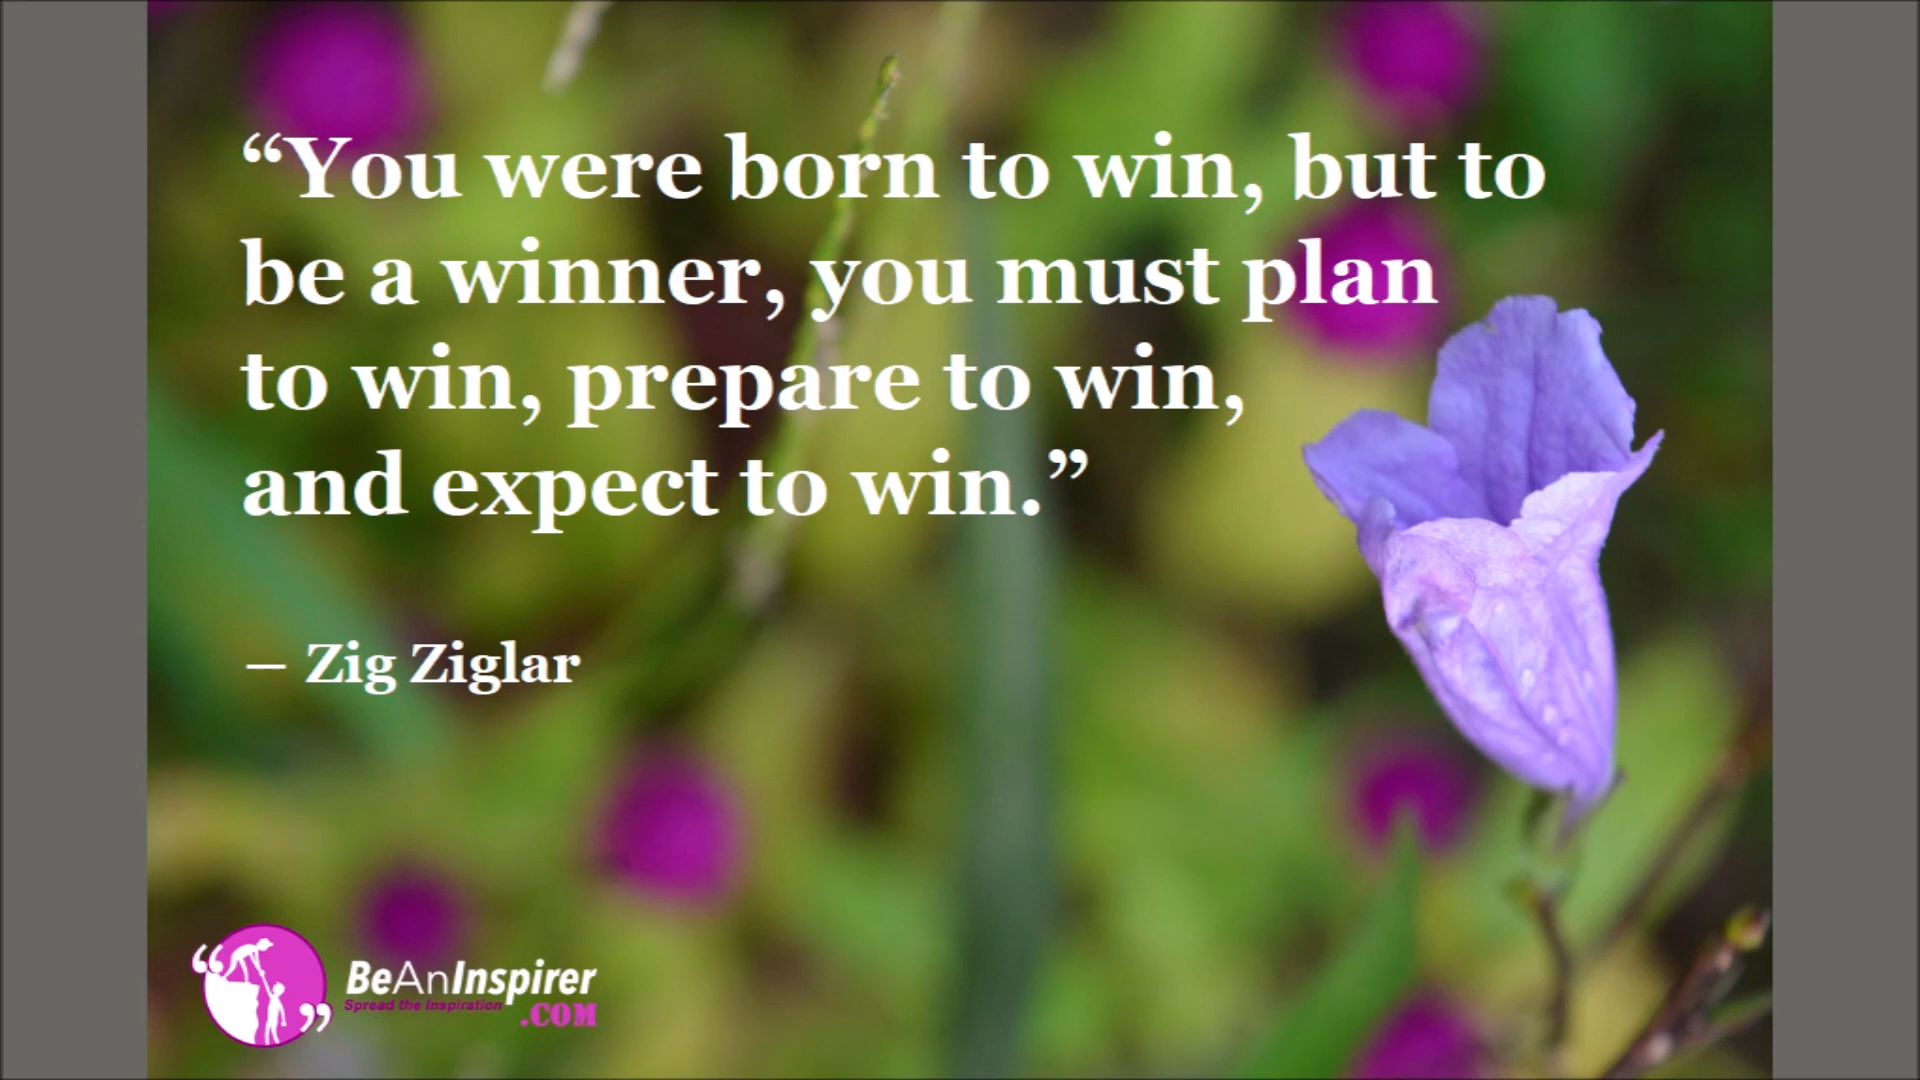 “You were born to win, but to
be a winner, you must plan
to win, prepare to win,
and expect to win.”
— Zig Ziglar
BeAnInspirer
Spread the Inspiration
.COM